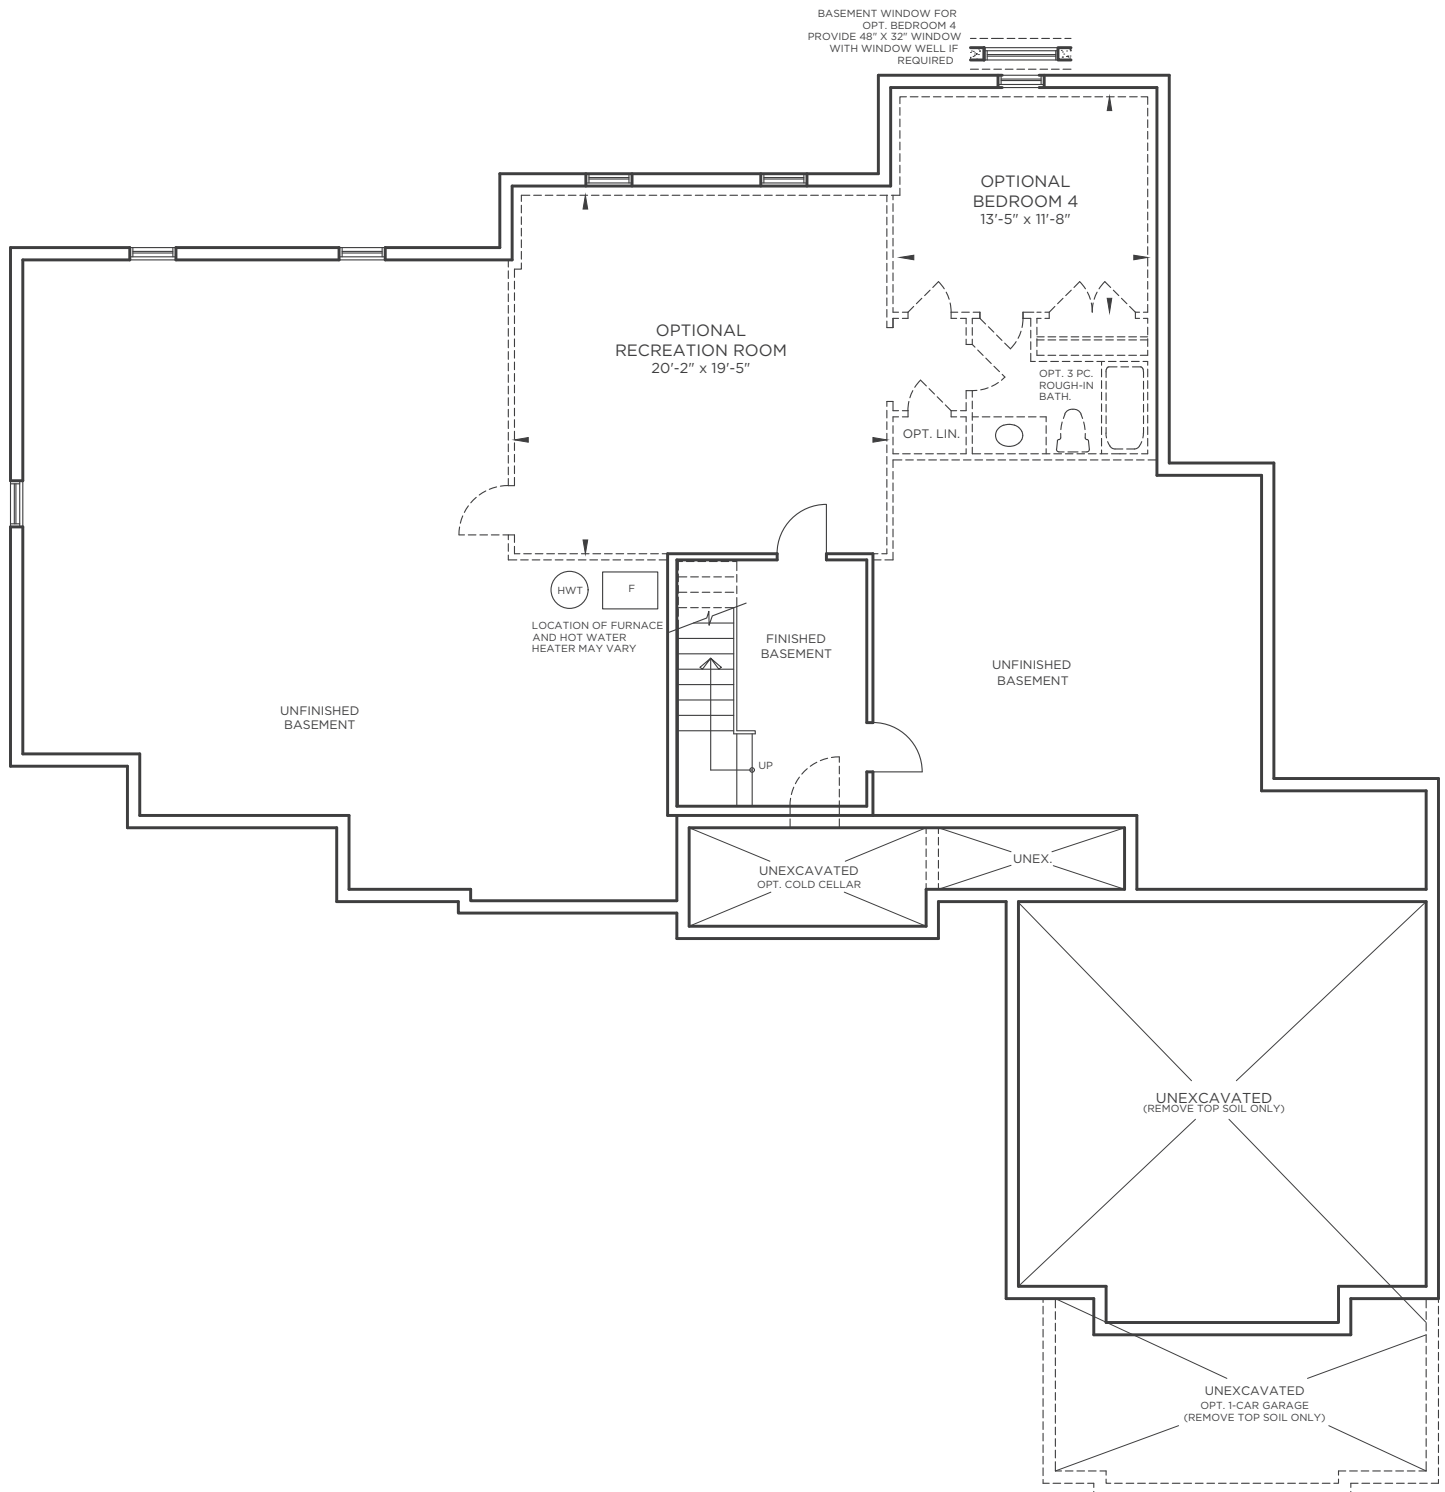 BASEMENT WINDOW FOR
OPT. BEDROOM 4
PROVIDE 48" X 32" WINDOW
WITH WINDOW WELL IF
REQUIRED
OPTIONAL
BEDROOM 4
13'-5" x 11'-8"
OPTIONAL
RECREATION ROOM
20'-2" x 19'-5"
OPT. 3 PC.
ROUGH-IN
BATH.
OPT. LIN.
HWT
F
LOCATION OF FURNACE
AND HOT WATER
HEATER MAY VARY
FINISHED
BASEMENT
UNFINISHED
BASEMENT
UNFINISHED
BASEMENT
UP
UNEXCAVATED
OPT. COLD CELLAR
UNEX.
UNEXCAVATED
(REMOVE TOP SOIL ONLY)
UNEXCAVATED
OPT. 1-CAR GARAGE
(REMOVE TOP SOIL ONLY)